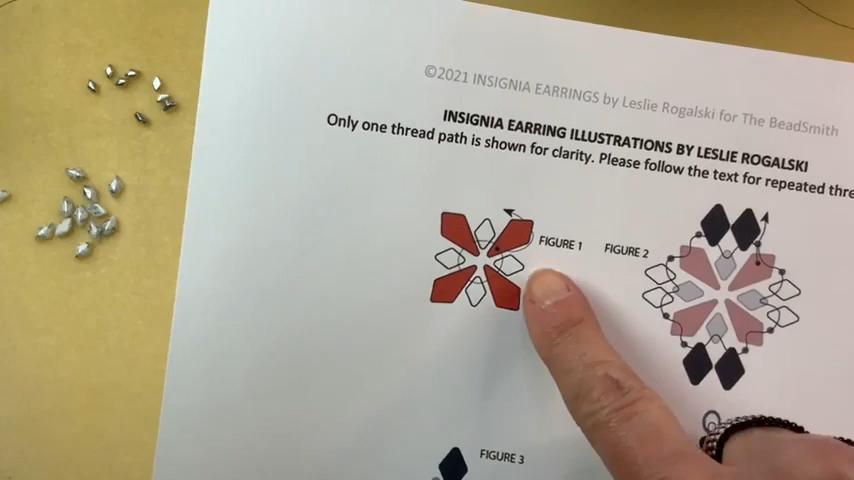 ©2021 INSIGNIA EARRINGS by Leslie Rogalski for The BeadSmith
INSIGNIA EARRING ILLUSTRATIONS BY LESLIE ROGALSKI
Only one thread path is shown for clarity. Please follow the text for repeated
FIGURE 1
FIGURE 2
FIGURE 3